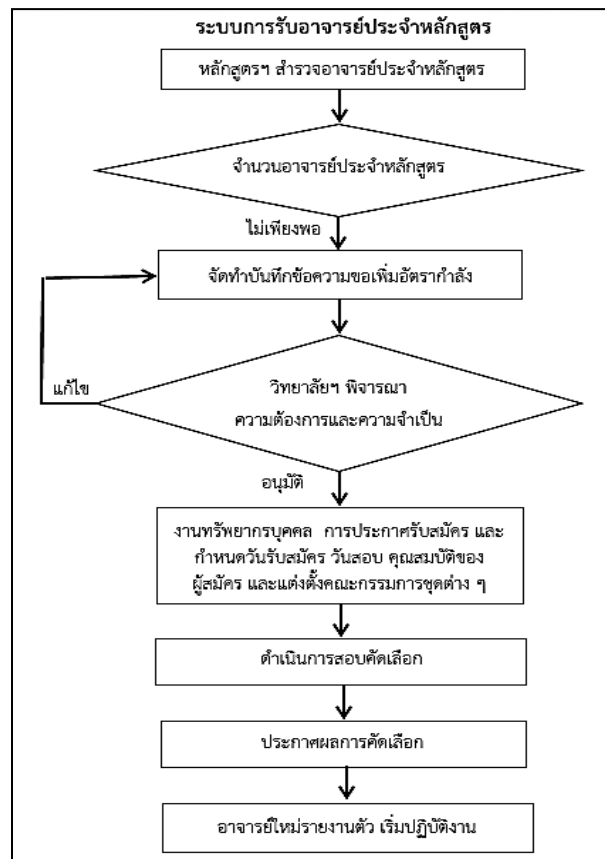 ระบบการรับอาจารย์ประจำหลักสูตร
หลักสูตรฯ สำรวจอาจารย์ประจำหลักสูตร
จำนวนอาจารย์ประจำหลักสูตร
ไม่เพียงพอ
จัดทำบันทึกข้อความขอเพิ่มอัตรากำลัง
แก้ไข
วิทยาลัยฯ พิจารณา
ความต้องการและความจำเป็น
อนุมัติ
งานทรัพยากรบุคคล การประกาศรับสมัคร และ
กำหนดวันรับสมัคร วันสอบ คุณสมบัติของ
ผู้สมัคร และแต่งตั้งคณะกรรมการชุดต่าง ๆ
ดำเนินการสอบคัดเลือก
ประกาศผลการคัดเลือก
อาจารย์ใหม่รายงานตัว เริ่มปฏิบัติงาน